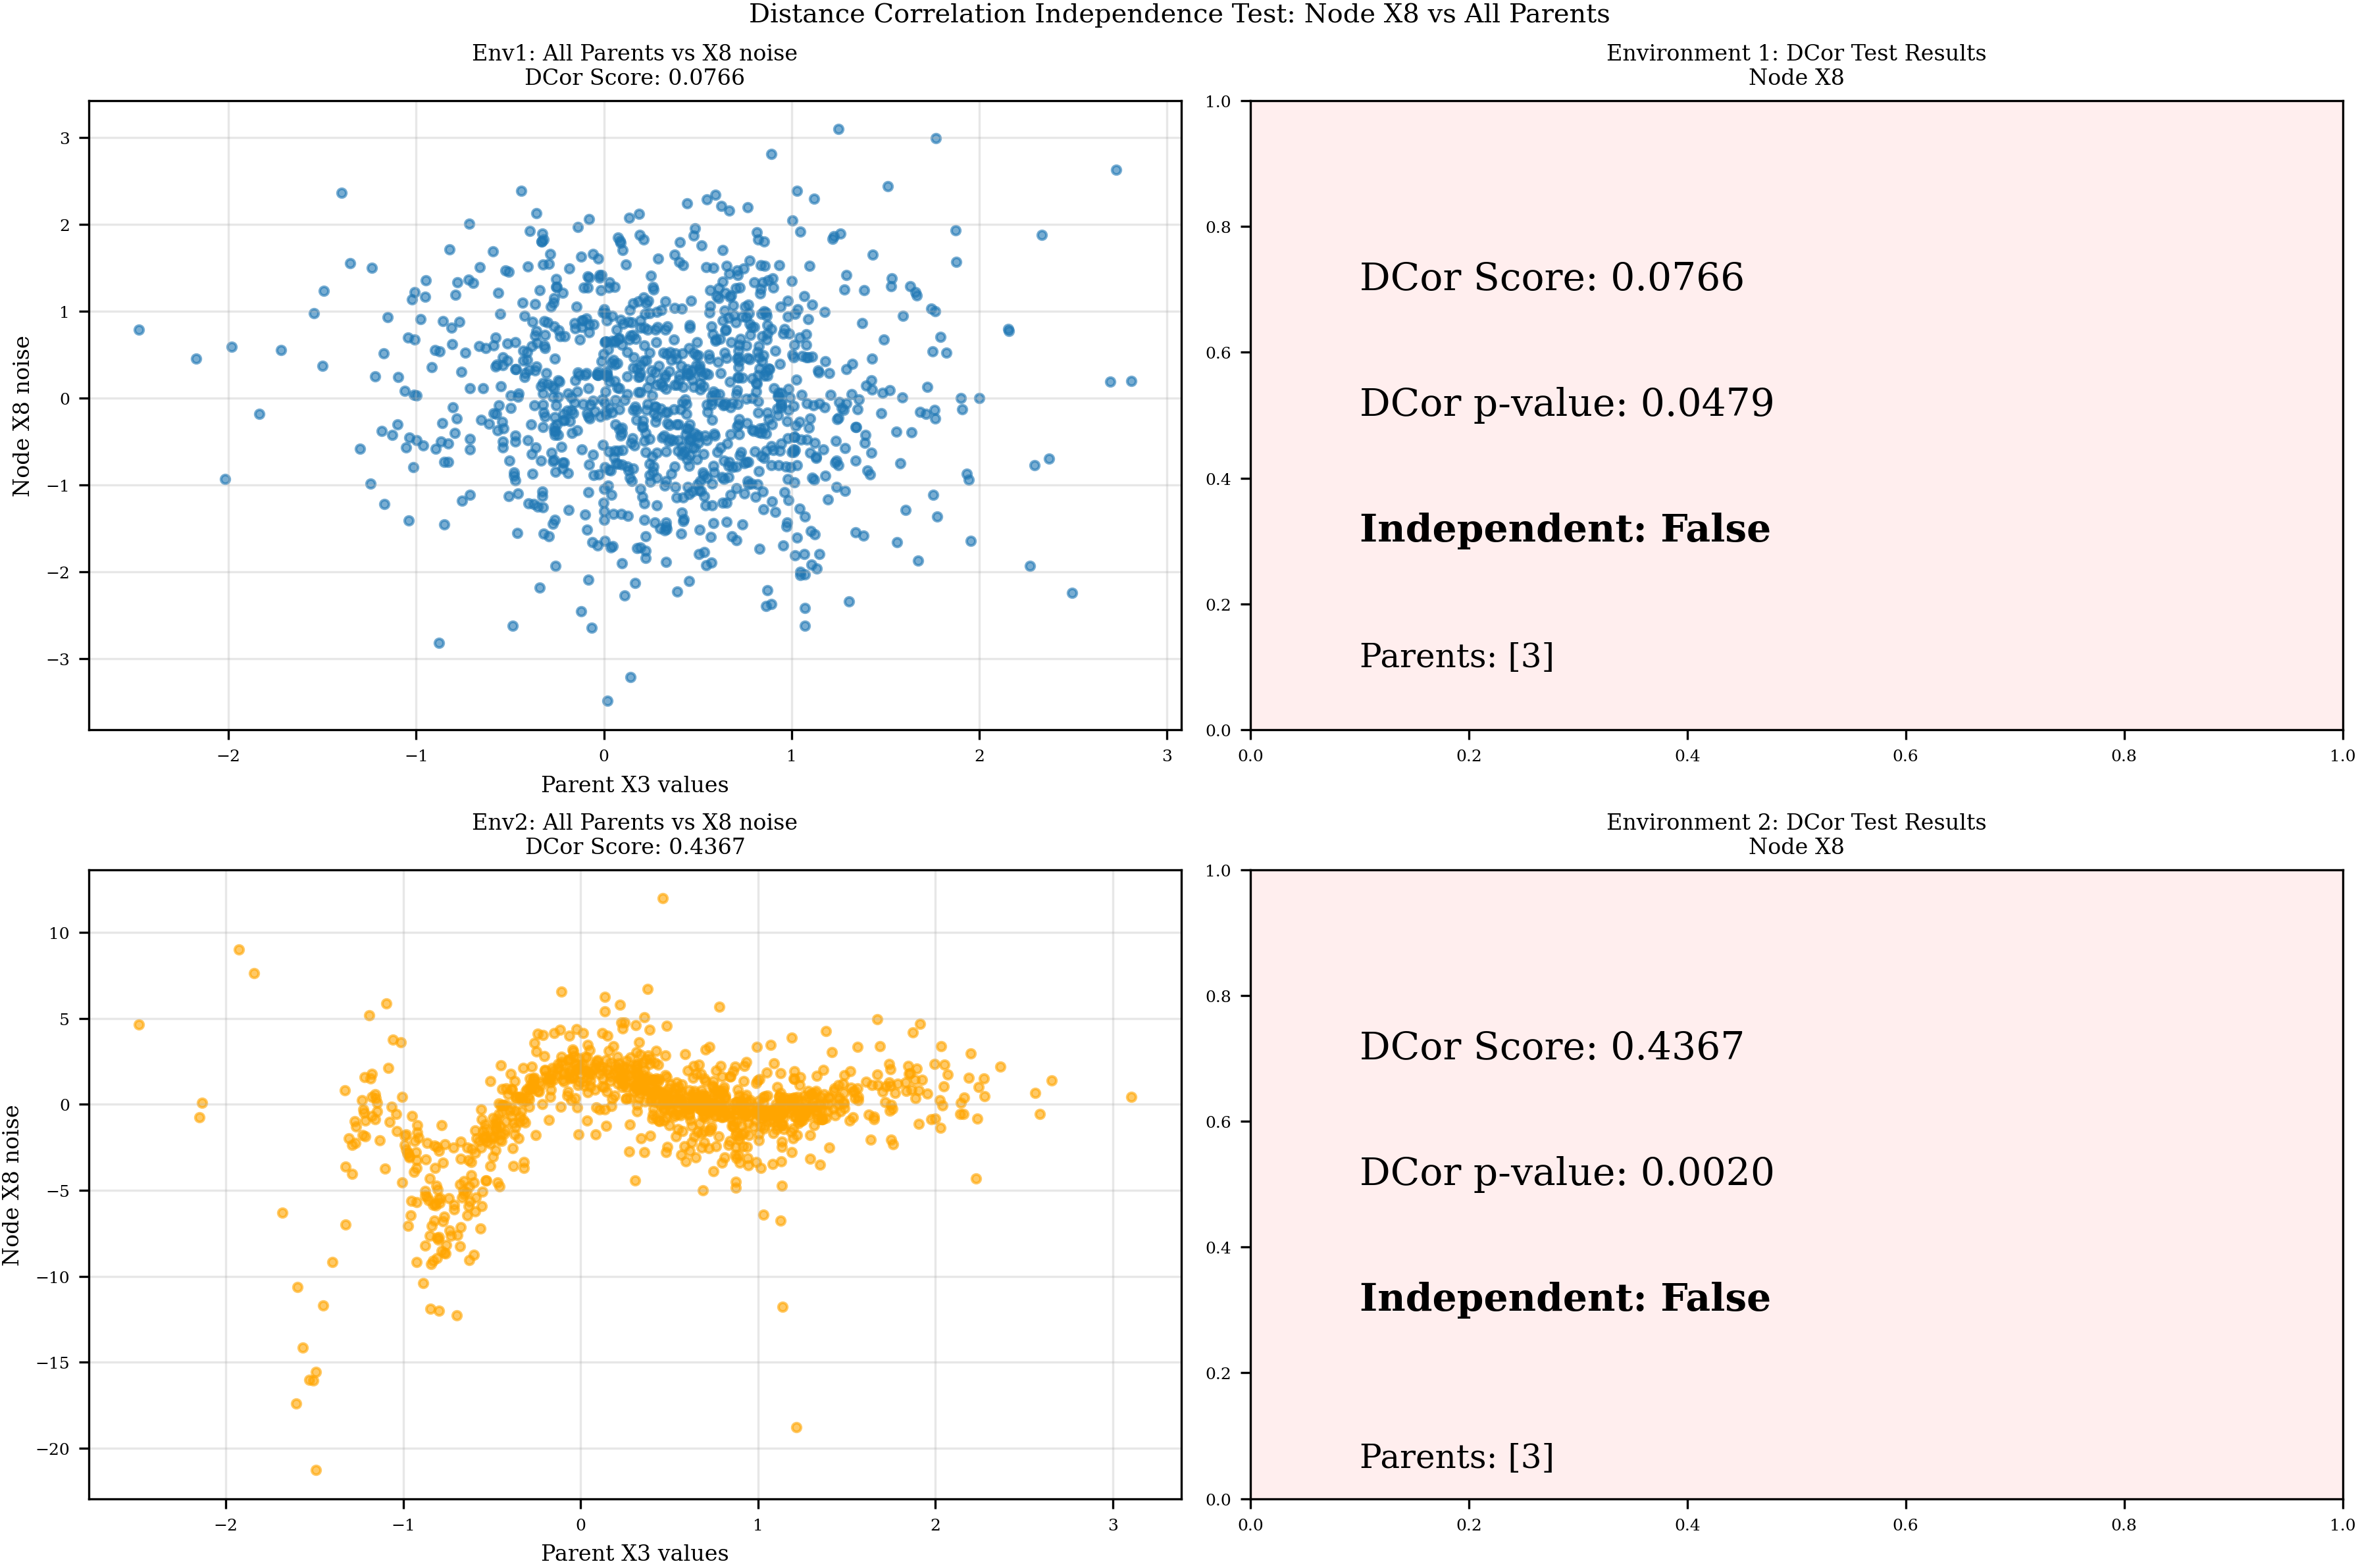 Distance Correlation Independence Test: Node X8 vs All Parents
Env1: All Parents vs X8 noise
DCor Score: 0.0766
3
2
1
0
−1
−2
−3
Node X8 noise
−2
−1
0
1
2
3
Parent X3 values
Environment 1: DCor Test Results
Node X8
1.0
0.8
0.6
0.4
0.2
0.0
DCor Score: 0.0766
DCor p-value: 0.0479
Independent: False
Parents: [3]
0.0
0.2
0.4
0.6
0.8
1.0
Env2: All Parents vs X8 noise
DCor Score: 0.4367
10
5
0
−5
−10
−15
−20
Node X8 noise
−2
−1
0
1
2
3
Parent X3 values
Environment 2: DCor Test Results
Node X8
1.0
0.8
0.6
0.4
0.2
0.0
DCor Score: 0.4367
DCor p-value: 0.0020
Independent: False
Parents: [3]
0.0
0.2
0.4
0.6
0.8
1.0